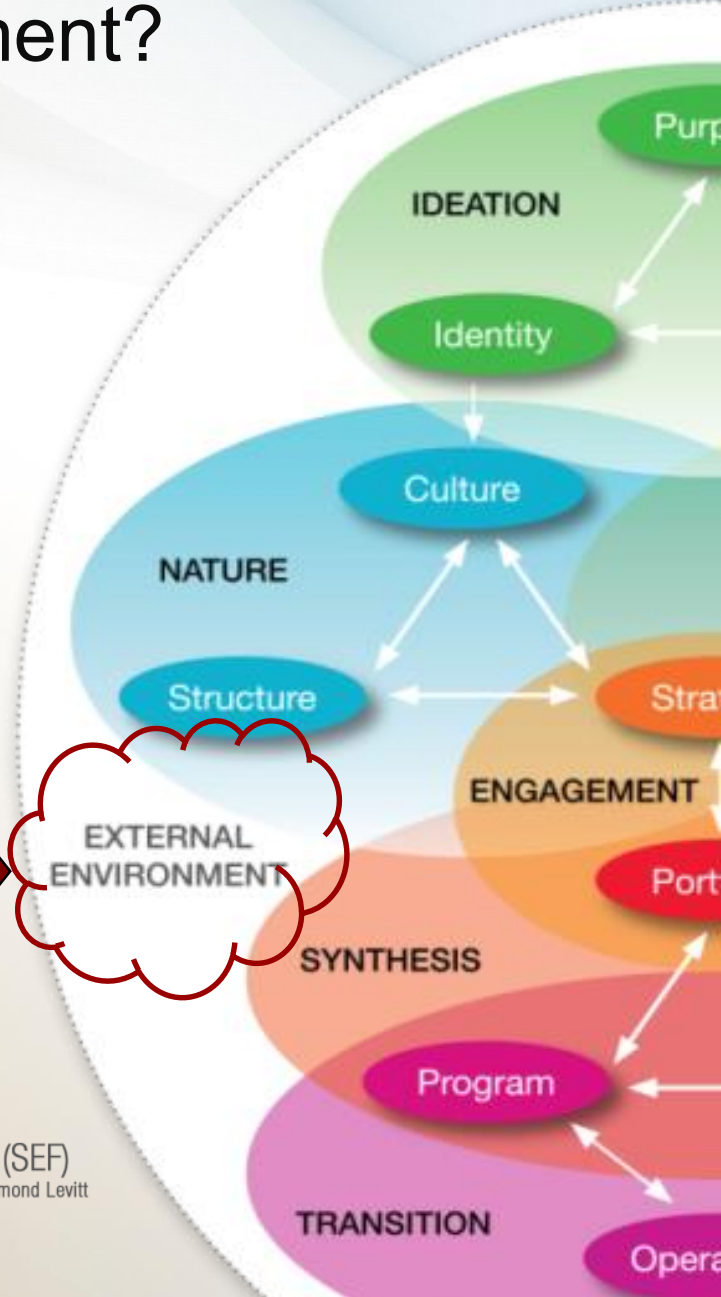 ment?
Purp
IDEATION
Identity
Culture
NATURE
Structure
Strat
ENGAGEMENT
EXTERNAL
ENVIRONMENT
Port
SYNTHESIS
Program
(SEF)
mond Levitt
TRANSITION
Opera